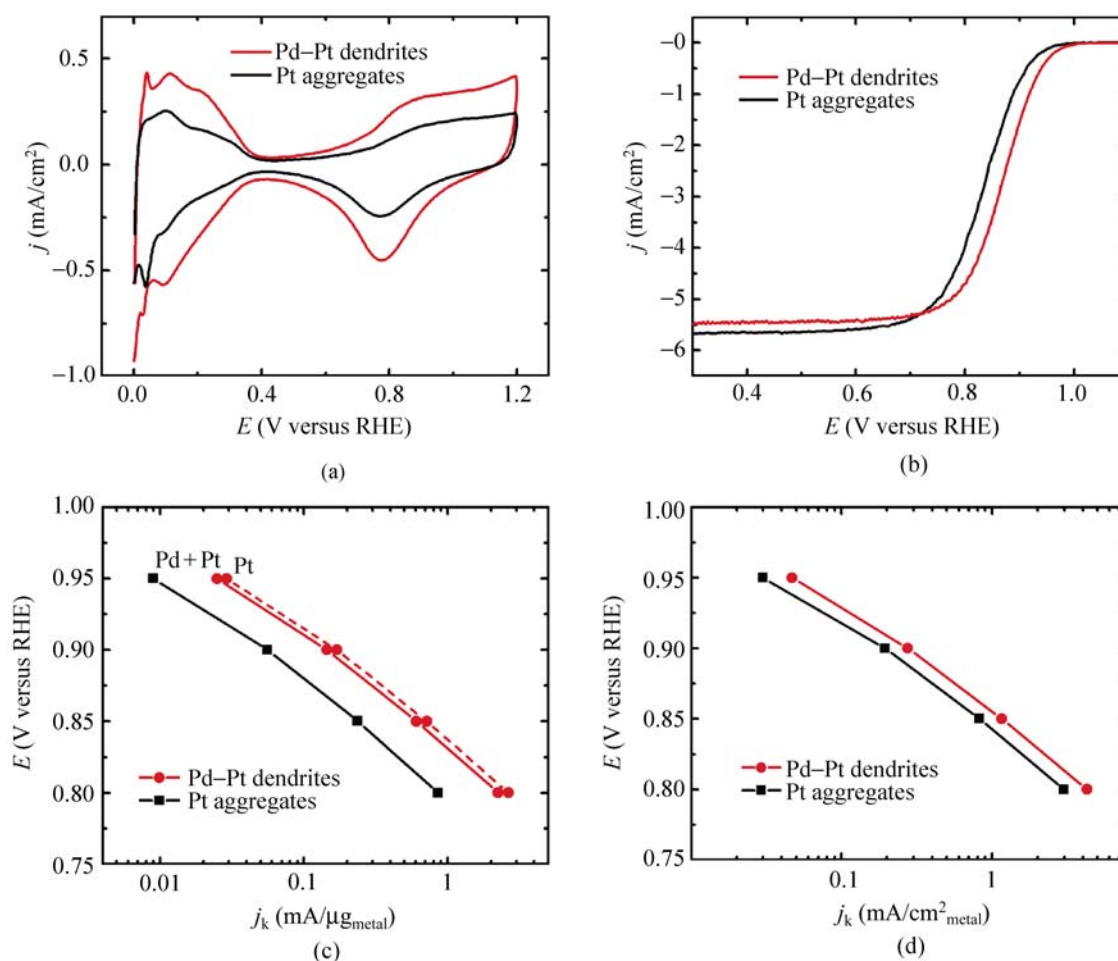 Pd–Pt dendrites
Pt aggregates
0.5
0.0
−0.5
−1.0
j (mA/cm²)
0.0 0.4 0.8 1.2
E (V versus RHE)
(a)
Pd–Pt dendrites
Pt aggregates
−0
−1
−2
−3
−4
−5
−6
j (mA/cm²)
0.4 0.6 0.8 1.0
E (V versus RHE)
(b)
1.00
0.95
0.90
0.85
0.80
0.75
E (V versus RHE)
Pd+Pt Pt
Pd–Pt dendrites
Pt aggregates
0.01 0.1 1
jk (mA/μgmetal)
(c)
1.00
0.95
0.90
0.85
0.80
0.75
E (V versus RHE)
Pd–Pt dendrites
Pt aggregates
0.1 1
jk (mA/cm²metal)
(d)